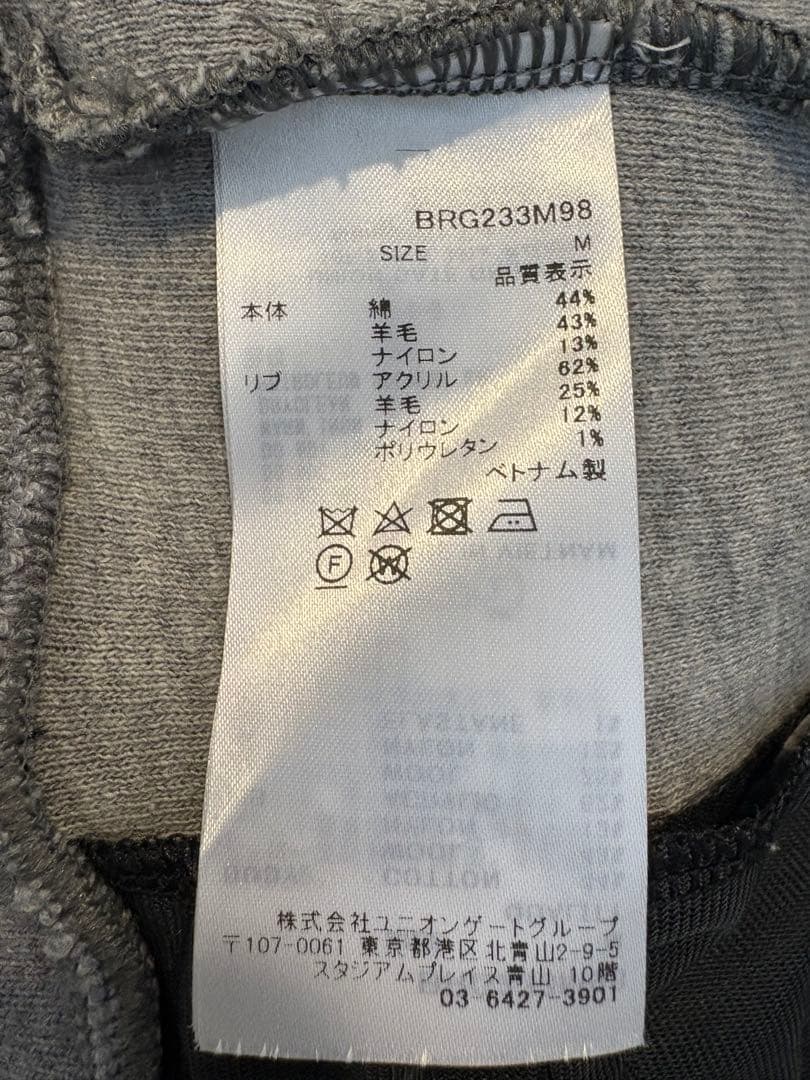 BRG233M98
SIZE M
品質表示
本体 綿 44%
羊毛 43%
ナイロン 13%
リブ アクリル 62%
羊毛 25%
ナイロン 12%
ポリウレタン 1%
ベトナム製
F W
株式会社ユニオンゲートグループ
〒107-0061 東京都港区北青山2-9-5
スタジアムプレイス青山 10階
03-6427-3901